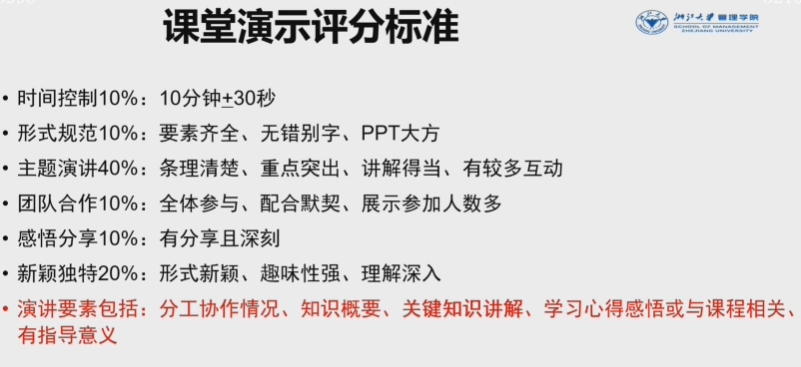 课堂演示评分标准
浙江大学 管理学院
SCHOOL OF MANAGEMENT
ZHEJIANG UNIVERSITY
• 时间控制10%：10分钟±30秒
• 形式规范10%：要素齐全、无错别字、PPT大方
• 主题演讲40%：条理清楚、重点突出、讲解得当、有较多互动
• 团队合作10%：全体参与、配合默契、展示参加人数多
• 感悟分享10%：有分享且深刻
• 新颖独特20%：形式新颖、趣味性强、理解深入
• 演讲要素包括：分工协作情况、知识概要、关键知识讲解、学习心得感悟或与课程相关、
有指导意义